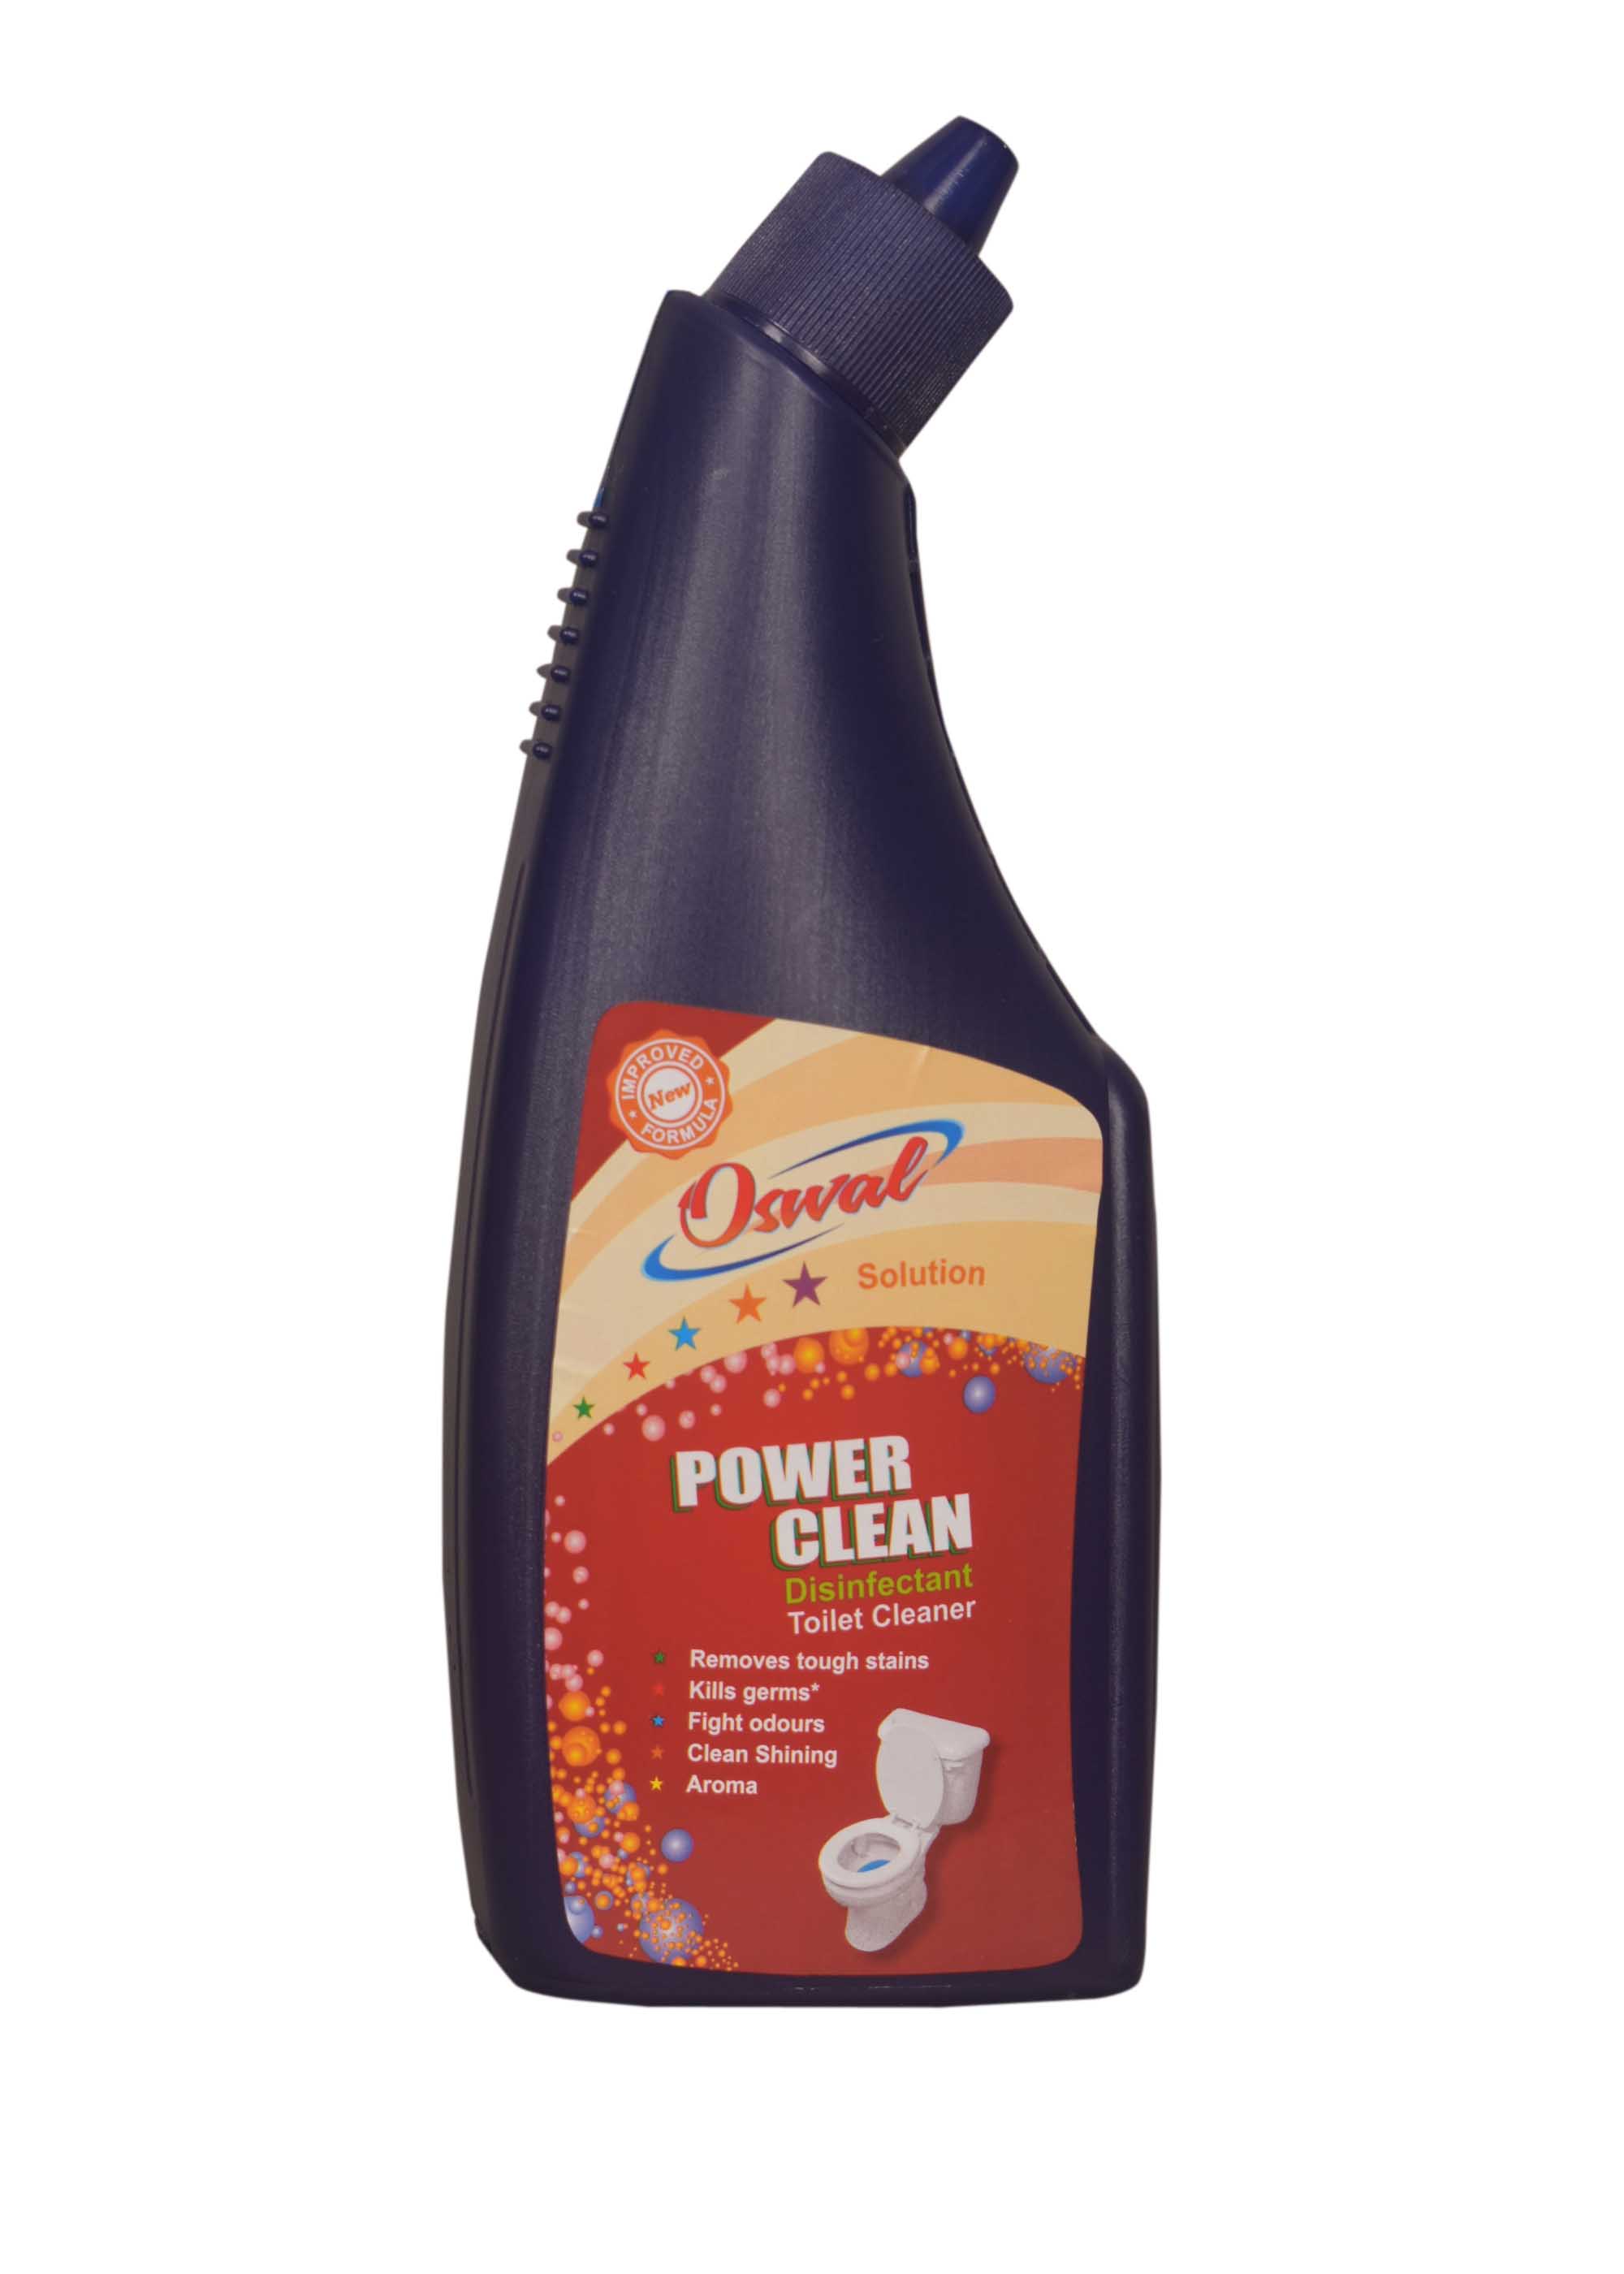 IMPROVED
New
FORMULA
Oswal
Solution
POWER
CLEAN
Disinfectant
Toilet Cleaner
Removes tough stains
Kills germs*
Fight odours
Clean Shining
Aroma